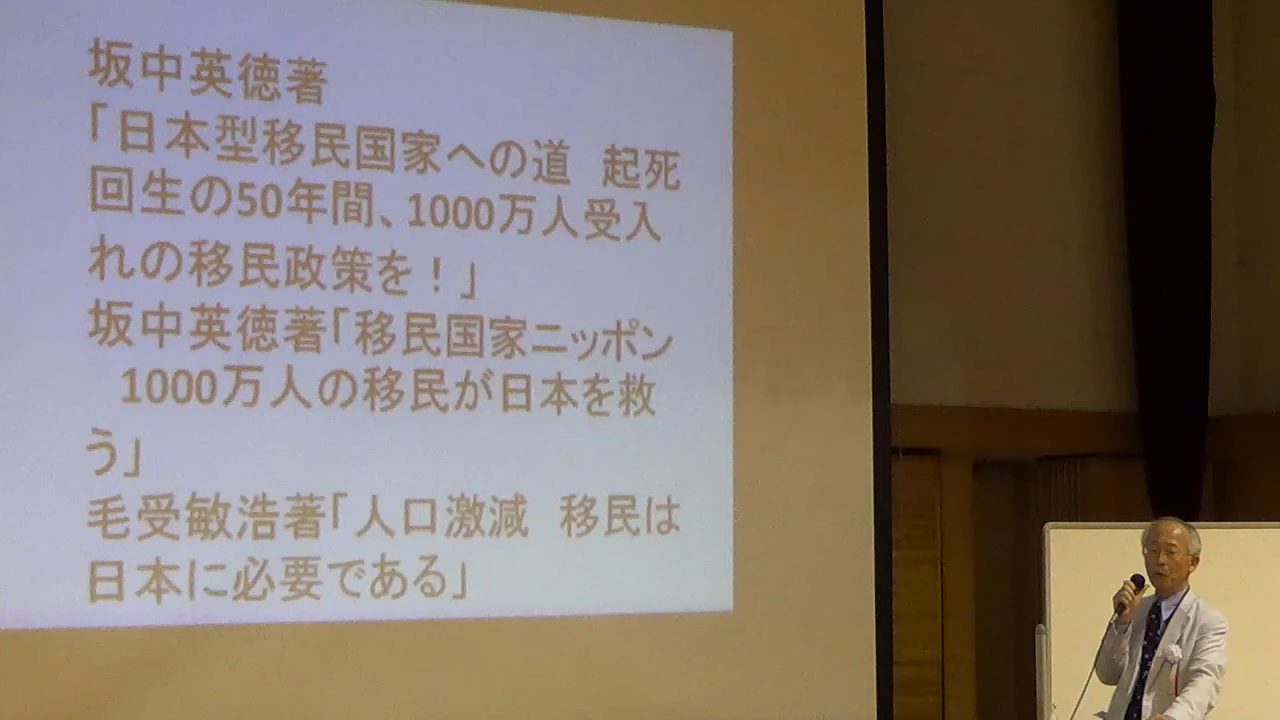 坂中英徳著
「日本型移民国家への道　起死
回生の50年間、1000万人受入
れの移民政策を！」
坂中英徳著「移民国家ニッポン
　1000万人の移民が日本を救
う」
毛受敏浩著「人口激減　移民は
日本に必要である」